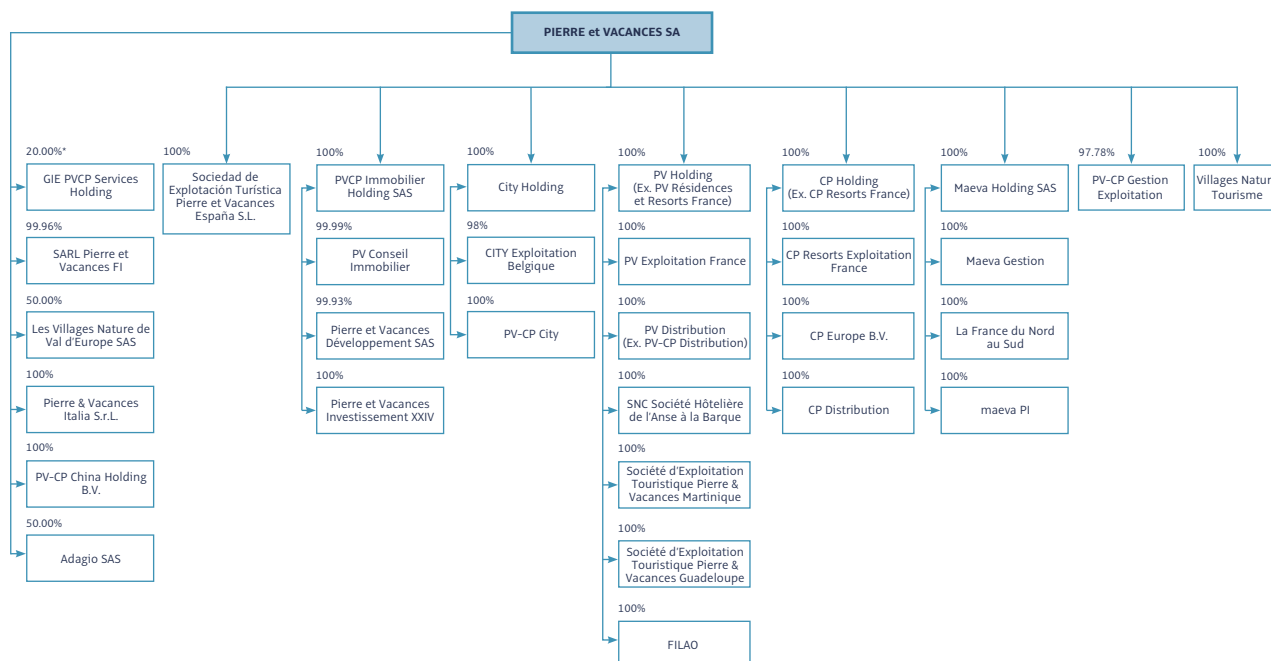 PIERRE et VACANCES SA
20.00%*
GIE PVCP Services
Holding
99.96%
SARL Pierre et
Vacances FI
50.00%
Les Villages Nature de
Val d'Europe SAS
100%
Pierre & Vacances
Italia S.r.L.
100%
PV-CP China Holding
B.V.
50.00%
Adagio SAS
100%
Sociedad de
Explotación Turística
Pierre et Vacances
España S.L.
100%
PVCP Immobilier
Holding SAS
99.99%
PV Conseil
Immobilier
99.93%
Pierre et Vacances
Développement SAS
100%
Pierre et Vacances
Investissement XXIV
100%
City Holding
98%
CITY Exploitation
Belgique
100%
PV-CP City
100%
PV Holding
(Ex. PV Résidences
et Resorts France)
100%
PV Exploitation France
100%
PV Distribution
(Ex. PV-CP Distribution)
100%
SNC Société Hôtelière
de l'Anse à la Barque
100%
Société d'Exploitation
Touristique Pierre &
Vacances Martinique
100%
Société d'Exploitation
Touristique Pierre &
Vacances Guadeloupe
100%
FILAO
100%
CP Holding
(Ex. CP Resorts France)
100%
CP Resorts Exploitation
France
100%
CP Europe B.V.
100%
CP Distribution
100%
Maeva Holding SAS
100%
Maeva Gestion
100%
La France du Nord
au Sud
100%
maeva PI
97.78%
PV-CP Gestion
Exploitation
100%
Villages Natur
Tourisme